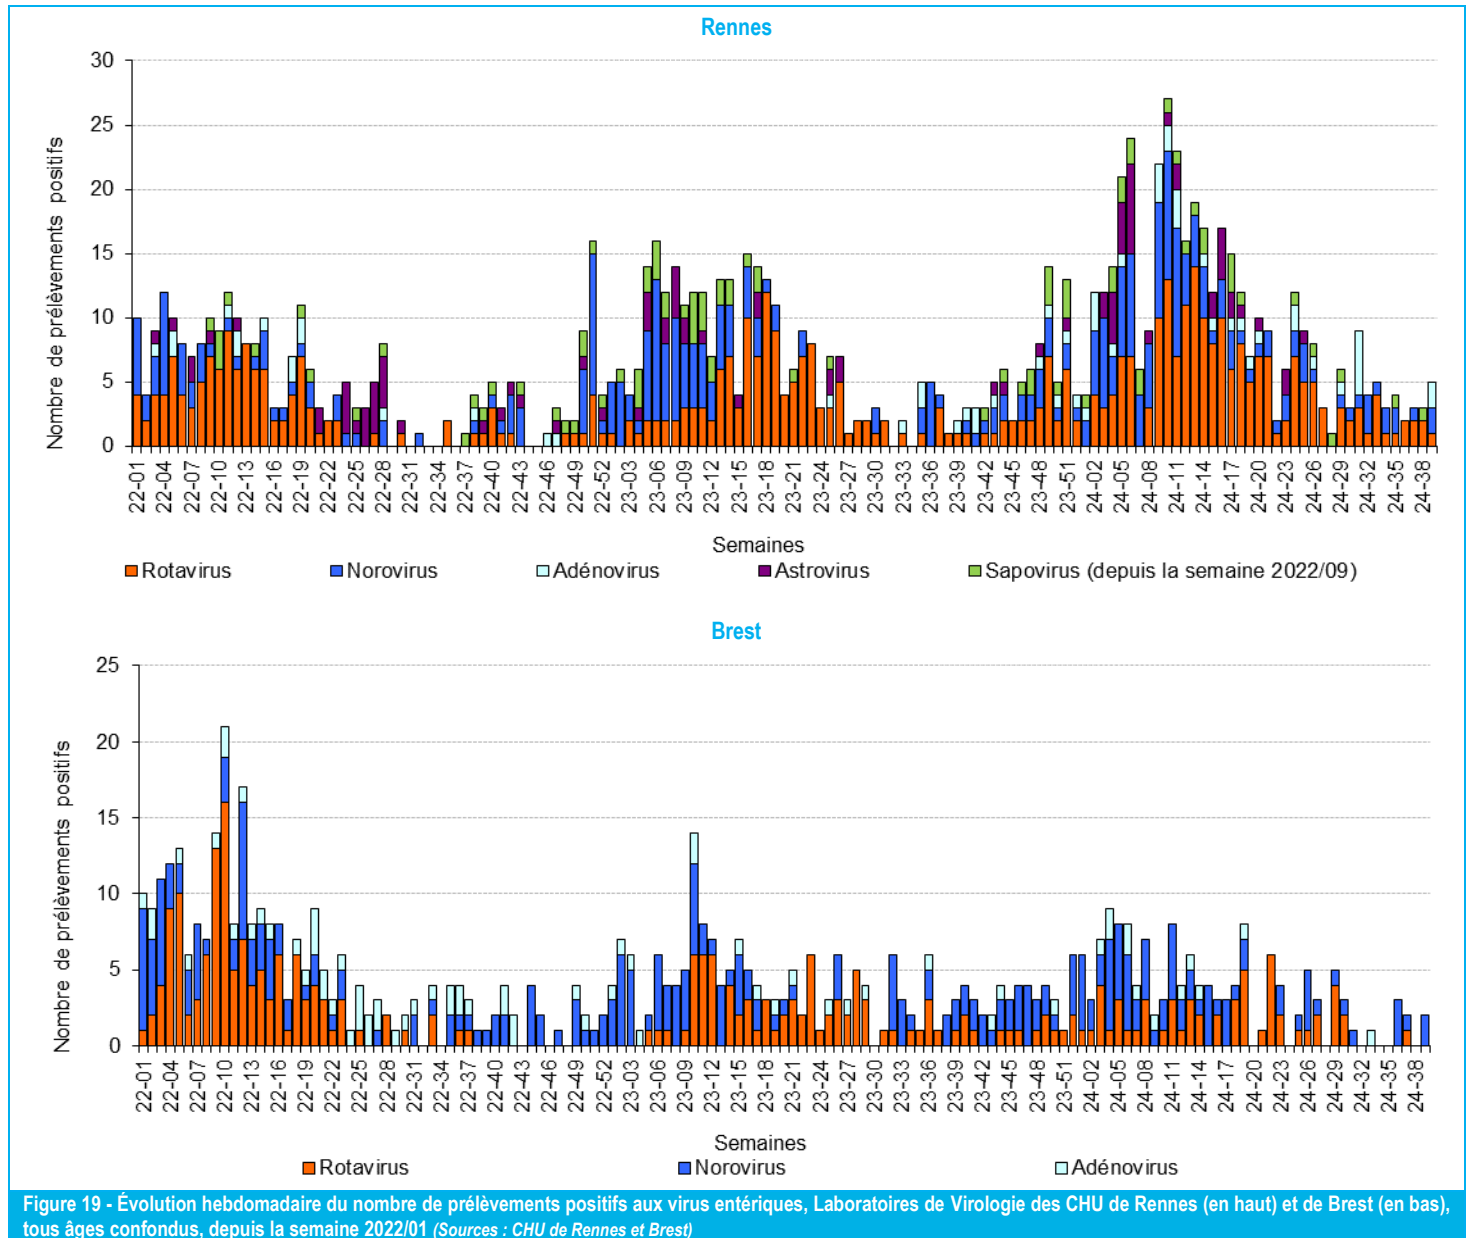 Rennes
Nombre de prélèvements positifs
30
25
20
15
10
5
0
22-01 22-04 22-07 22-10 22-13 22-16 22-19 22-22 22-25 22-28 22-31 22-34 22-37 22-40 22-43 22-46 22-49 22-52 23-03 23-06 23-09 23-12 23-15 23-18 23-21 23-24 23-27 23-30 23-33 23-36 23-39 23-42 23-45 23-48 23-51 24-02 24-05 24-08 24-11 24-14 24-17 24-20 24-23 24-26 24-29 24-32 24-35 24-38
Semaines
Rotavirus Norovirus Adénovirus Astrovirus Sapovirus (depuis la semaine 2022/09)
Brest
Nombre de prélèvements positifs
25
20
15
10
5
0
22-01 22-04 22-07 22-10 22-13 22-16 22-19 22-22 22-25 22-28 22-31 22-34 22-37 22-40 22-43 22-46 22-49 22-52 23-03 23-06 23-09 23-12 23-15 23-18 23-21 23-24 23-27 23-30 23-33 23-36 23-39 23-42 23-45 23-48 23-51 24-02 24-05 24-08 24-11 24-14 24-17 24-20 24-23 24-26 24-29 24-32 24-35 24-38
Semaines
Rotavirus Norovirus Adénovirus
Figure 19 - Évolution hebdomadaire du nombre de prélèvements positifs aux virus entériques, Laboratoires de Virologie des CHU de Rennes (en haut) et de Brest (en bas),
tous âges confondus, depuis la semaine 2022/01 (Sources : CHU de Rennes et Brest)